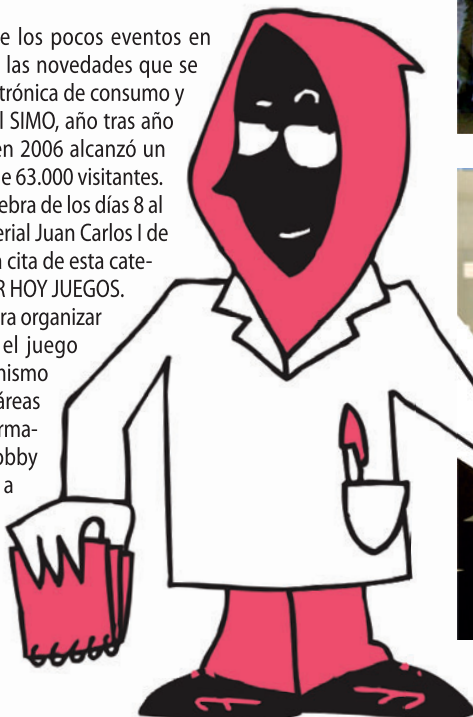 e los pocos eventos en
las novedades que se
trónica de consumo y
l SIMO, año tras año
en 2006 alcanzó un
e 63.000 visitantes.
ebra de los días 8 al
erial Juan Carlos I de
cita de esta cate-
R HOY JUEGOS.
ra organizar
el juego
nismo
áreas
rma-
obby
a